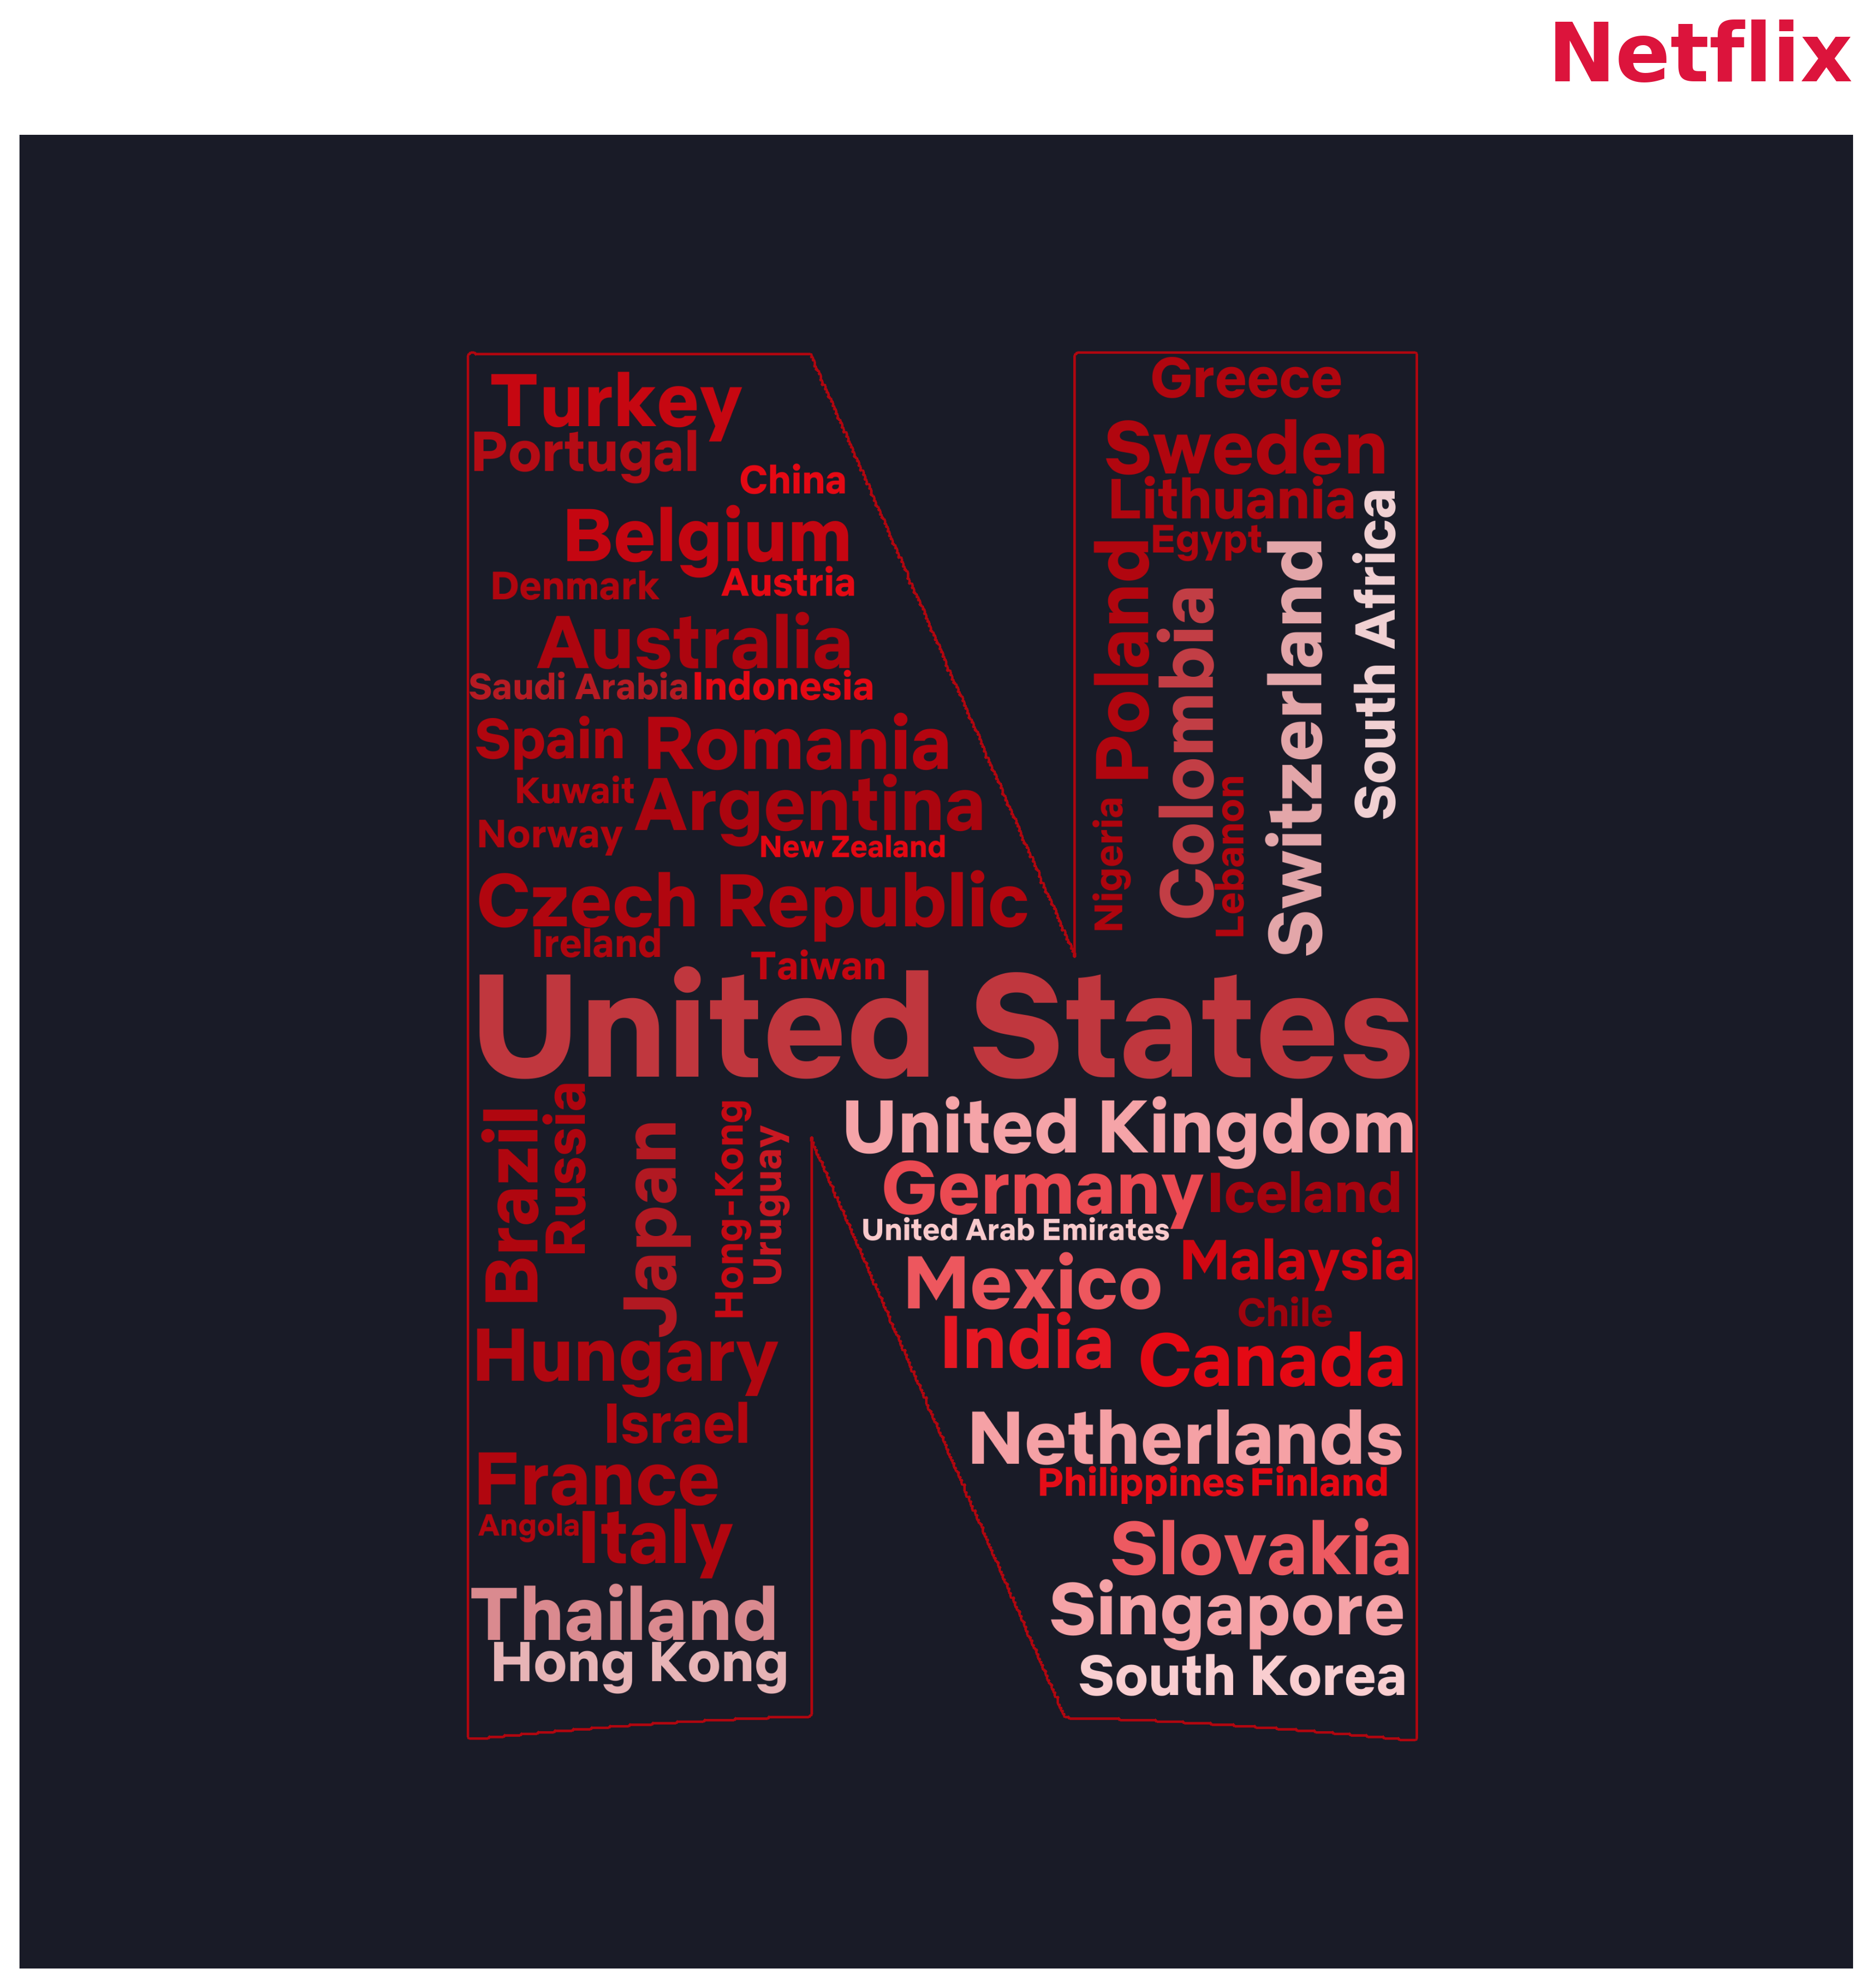 Netflix
Turkey
Portugal
China
Belgium
Denmark
Austria
Australia
Saudi Arabia
Indonesia
Spain
Romania
Kuwait
Argentina
Norway
New Zealand
Czech Republic
Ireland
Taiwan
Greece
Sweden
Lithuania
Egypt
Poland
Colombia
Switzerland
South Africa
Nigeria
Lebanon
United States
Brazil
Russia
Japan
Hong-Kong
Uruguay
United Kingdom
Germany
Iceland
United Arab Emirates
Mexico
Malaysia
Chile
India
Canada
Hungary
Israel
France
Angola
Italy
Thailand
Hong Kong
Netherlands
Philippines
Finland
Slovakia
Singapore
South Korea